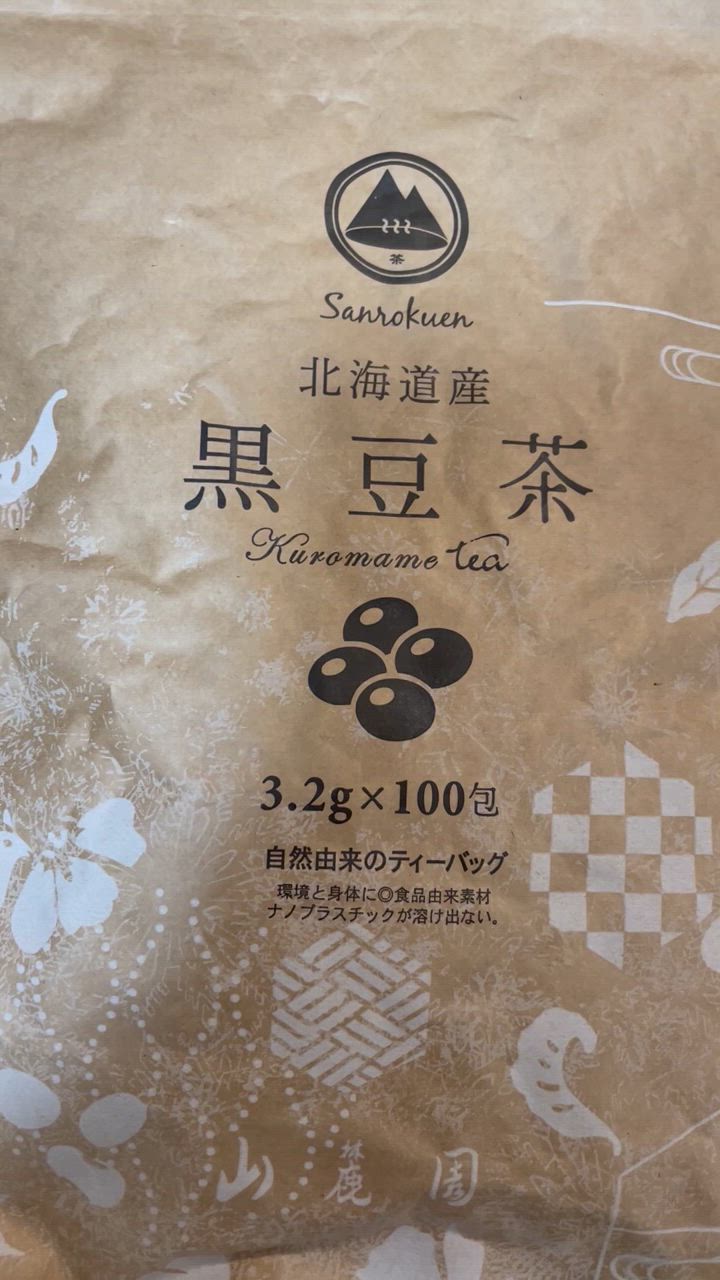 茶
Sanrokuen
北海道産
黒豆茶
Kuromame tea
3.2g×100包
自然由来のティーバッグ
環境と身体に◎食品由来素材
ナノプラスチックが溶け出ない。
山麓園